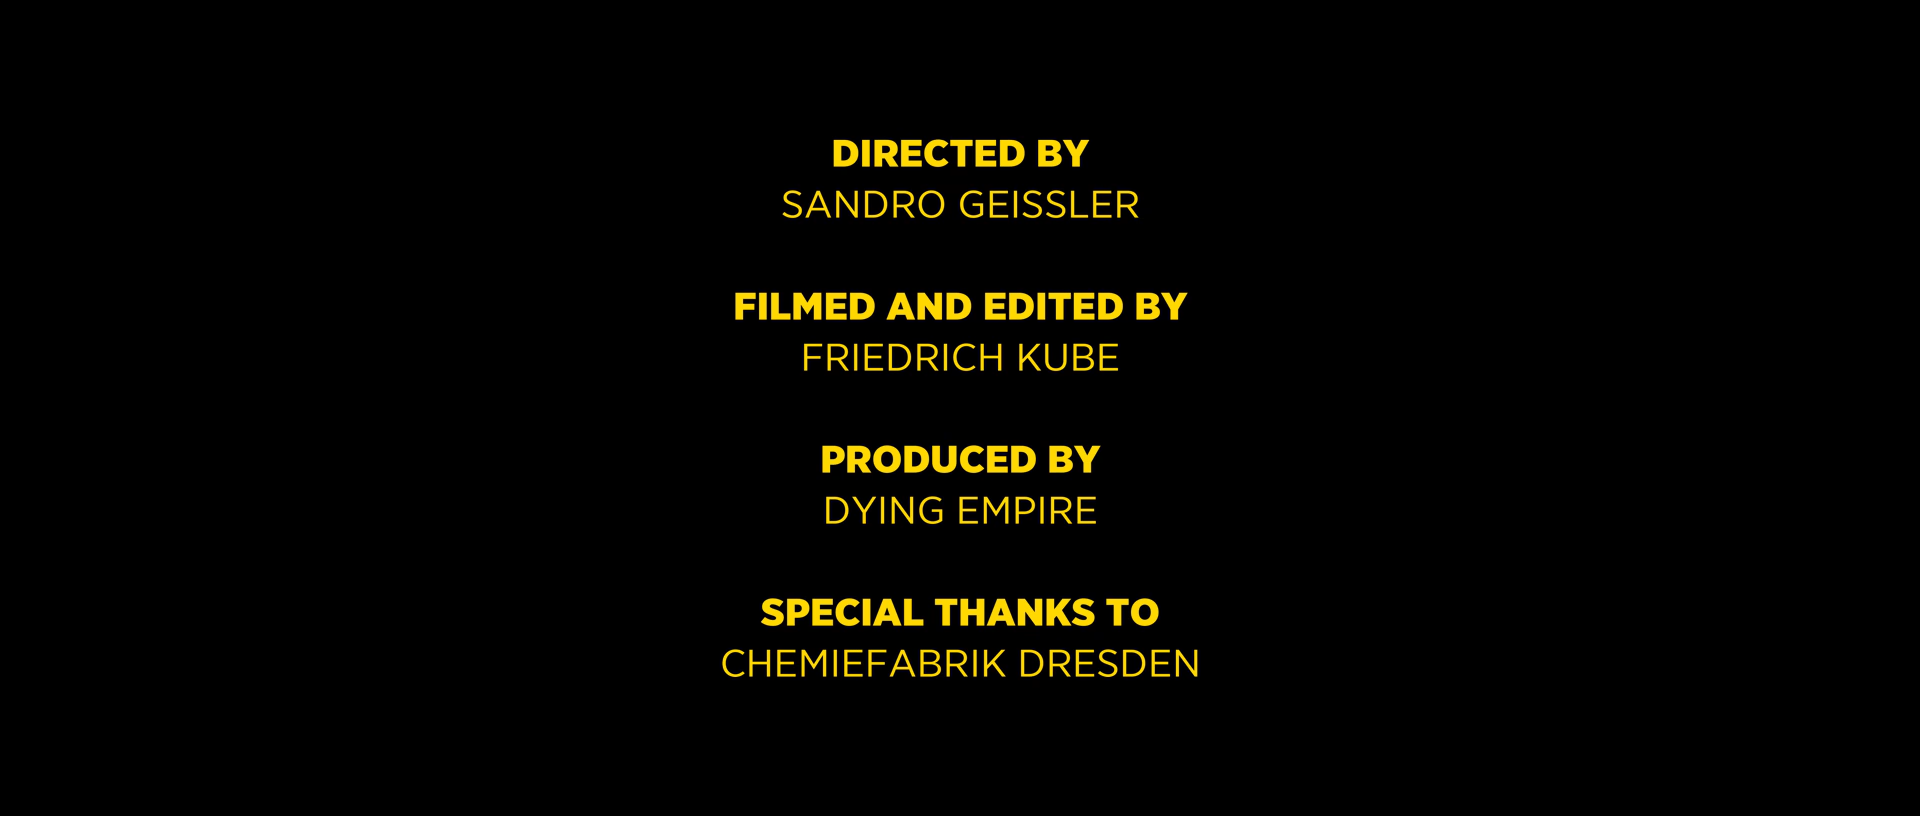 DIRECTED BY
SANDRO GEISSLER
FILMED AND EDITED BY
FRIEDRICH KUBE
PRODUCED BY
DYING EMPIRE
SPECIAL THANKS TO
CHEMIEFABRIK DRESDEN